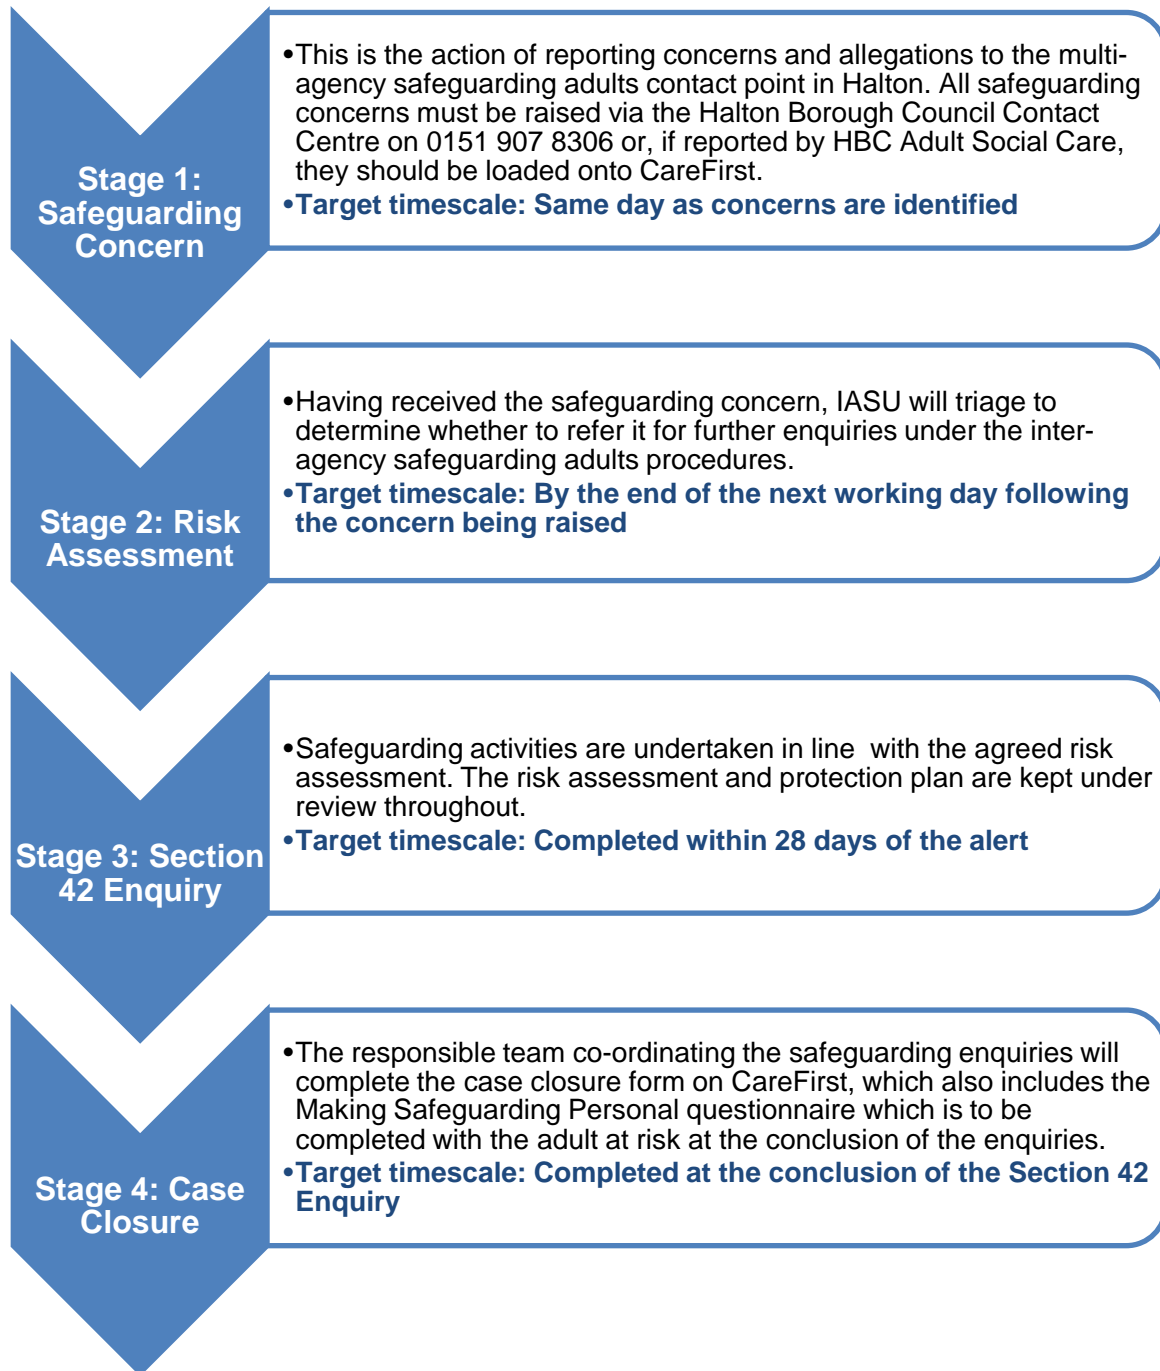 Stage 1:
Safeguarding
Concern
•This is the action of reporting concerns and allegations to the multi-
agency safeguarding adults contact point in Halton. All safeguarding
concerns must be raised via the Halton Borough Council Contact
Centre on 0151 907 8306 or, if reported by HBC Adult Social Care,
they should be loaded onto CareFirst.
•Target timescale: Same day as concerns are identified
Stage 2: Risk
Assessment
•Having received the safeguarding concern, IASU will triage to
determine whether to refer it for further enquiries under the inter-
agency safeguarding adults procedures.
•Target timescale: By the end of the next working day following
the concern being raised
Stage 3: Section
42 Enquiry
•Safeguarding activities are undertaken in line  with the agreed risk
assessment. The risk assessment and protection plan are kept under
review throughout.
•Target timescale: Completed within 28 days of the alert
Stage 4: Case
Closure
•The responsible team co-ordinating the safeguarding enquiries will
complete the case closure form on CareFirst, which also includes the
Making Safeguarding Personal questionnaire which is to be
completed with the adult at risk at the conclusion of the enquiries.
•Target timescale: Completed at the conclusion of the Section 42
Enquiry